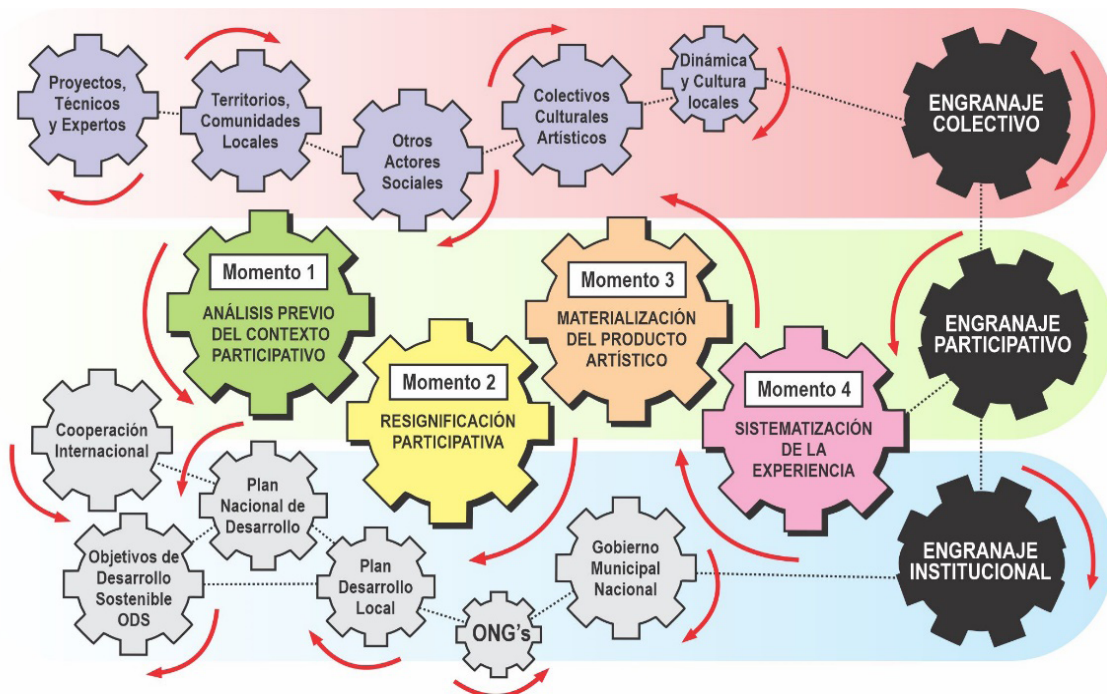 Proyectos,
Técnicos
y Expertos
Territorios,
Comunidades
Locales
Otros
Actores
Sociales
Colectivos
Culturales
Artísticos
Dinámica
y Cultura
locales
ENGRANAJE
COLECTIVO
Momento 1
ANÁLISIS PREVIO
DEL CONTEXTO
PARTICIPATIVO
Momento 2
RESIGNIFICACIÓN
PARTICIPATIVA
Momento 3
MATERIALIZACIÓN
DEL PRODUCTO
ARTÍSTICO
Momento 4
SISTEMATIZACIÓN
DE LA
EXPERIENCIA
ENGRANAJE
PARTICIPATIVO
Cooperación
Internacional
Plan
Nacional de
Desarrollo
Objetivos de
Desarrollo
Sostenible
ODS
Plan
Desarrollo
Local
ONG's
Gobierno
Municipal
Nacional
ENGRANAJE
INSTITUCIONAL